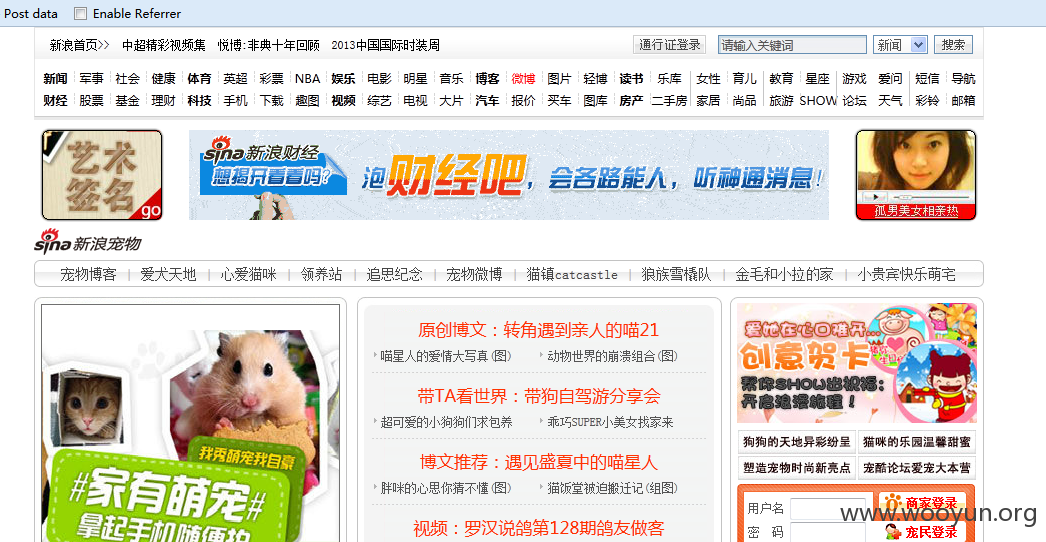 Post data Enable Referrer
新浪首页>> 中超精彩视频集 悦博:非典十年回顾 2013中国国际时装周 通行证登录 请输入关键词 新闻 搜索
新闻 军事 社会 健康 体育 英超 彩票 NBA 娱乐 电影 明星 音乐 博客 微博 图片 轻博 读书 乐库 女性 育儿 教育 星座 游戏 爱问 短信 导航
财经 股票 基金 理财 科技 手机 下载 趣图 视频 综艺 电视 大片 汽车 报价 买车 图库 房产 二手房 家居 尚品 旅游 SHOW 论坛 天气 彩铃 邮箱
艺术
签名
go
sina新浪财经
想揭开看看吗?
泡财经吧，会各路能人，听神通消息!
孤男美女相亲热
sina新浪宠物
宠物博客 爱犬天地 心爱猫咪 领养站 追思纪念 宠物微博 猫镇catcastle 狼族雪橇队 金毛和小拉的家 小贵宾快乐萌宅
我秀萌宠我自豪
#家有萌宠#
拿起手机随便拍
原创博文：转角遇到亲人的喵21
喵星人的爱情大写真(图) 动物世界的崩溃组合(图)
带TA看世界：带狗自驾游分享会
超可爱的小狗狗们求包养 乖巧SUPER小美女找家来
博文推荐：遇见盛夏中的喵星人
胖咪的心思你猜不懂(图) 猫饭堂被迫搬迁记(组图)
视频：罗汉说鸽第128期鸽友做客
爱她在心口难开...
创意贺卡
帮你SHOW出祝福；
开启浪漫旅程！
狗狗的天地异彩纷呈 猫咪的乐园温馨甜蜜
塑造宠物时尚新亮点 宠酷论坛爱宠大本营
用户名 商家登录
密 码 宠民登录
www.wooyun.org